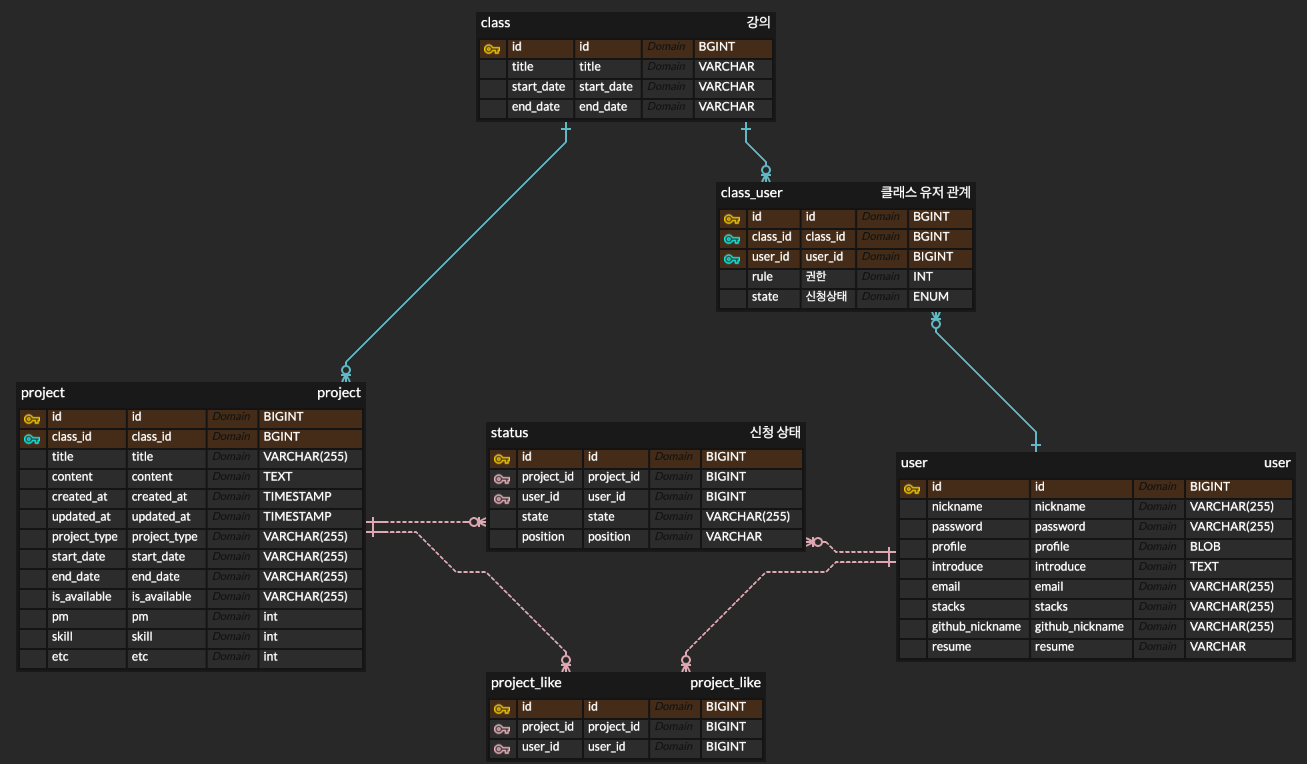 class 강의
id id Domain BGINT
title title Domain VARCHAR
start_date start_date Domain VARCHAR
end_date end_date Domain VARCHAR
class_user 클래스 유저 관계
id id Domain BGINT
class_id class_id Domain BGINT
user_id user_id Domain BIGINT
rule 권한 Domain INT
state 신청상태 Domain ENUM
project project
id id Domain BIGINT
class_id class_id Domain BGINT
title title Domain VARCHAR(255)
content content Domain TEXT
created_at created_at Domain TIMESTAMP
updated_at updated_at Domain TIMESTAMP
project_type project_type Domain VARCHAR(255)
start_date start_date Domain VARCHAR(255)
end_date end_date Domain VARCHAR(255)
is_available is_available Domain VARCHAR(255)
pm pm Domain int
skill skill Domain int
etc etc Domain int
status 신청 상태
id id Domain BIGINT
project_id project_id Domain BIGINT
user_id user_id Domain BIGINT
state state Domain VARCHAR(255)
position position Domain VARCHAR
user user
id id Domain BIGINT
nickname nickname Domain VARCHAR(255)
password password Domain VARCHAR(255)
profile profile Domain BLOB
introduce introduce Domain TEXT
email email Domain VARCHAR(255)
stacks stacks Domain VARCHAR(255)
github_nickname github_nickname Domain VARCHAR(255)
resume resume Domain VARCHAR
project_like project_like
id id Domain BIGINT
project_id project_id Domain BIGINT
user_id user_id Domain BIGINT